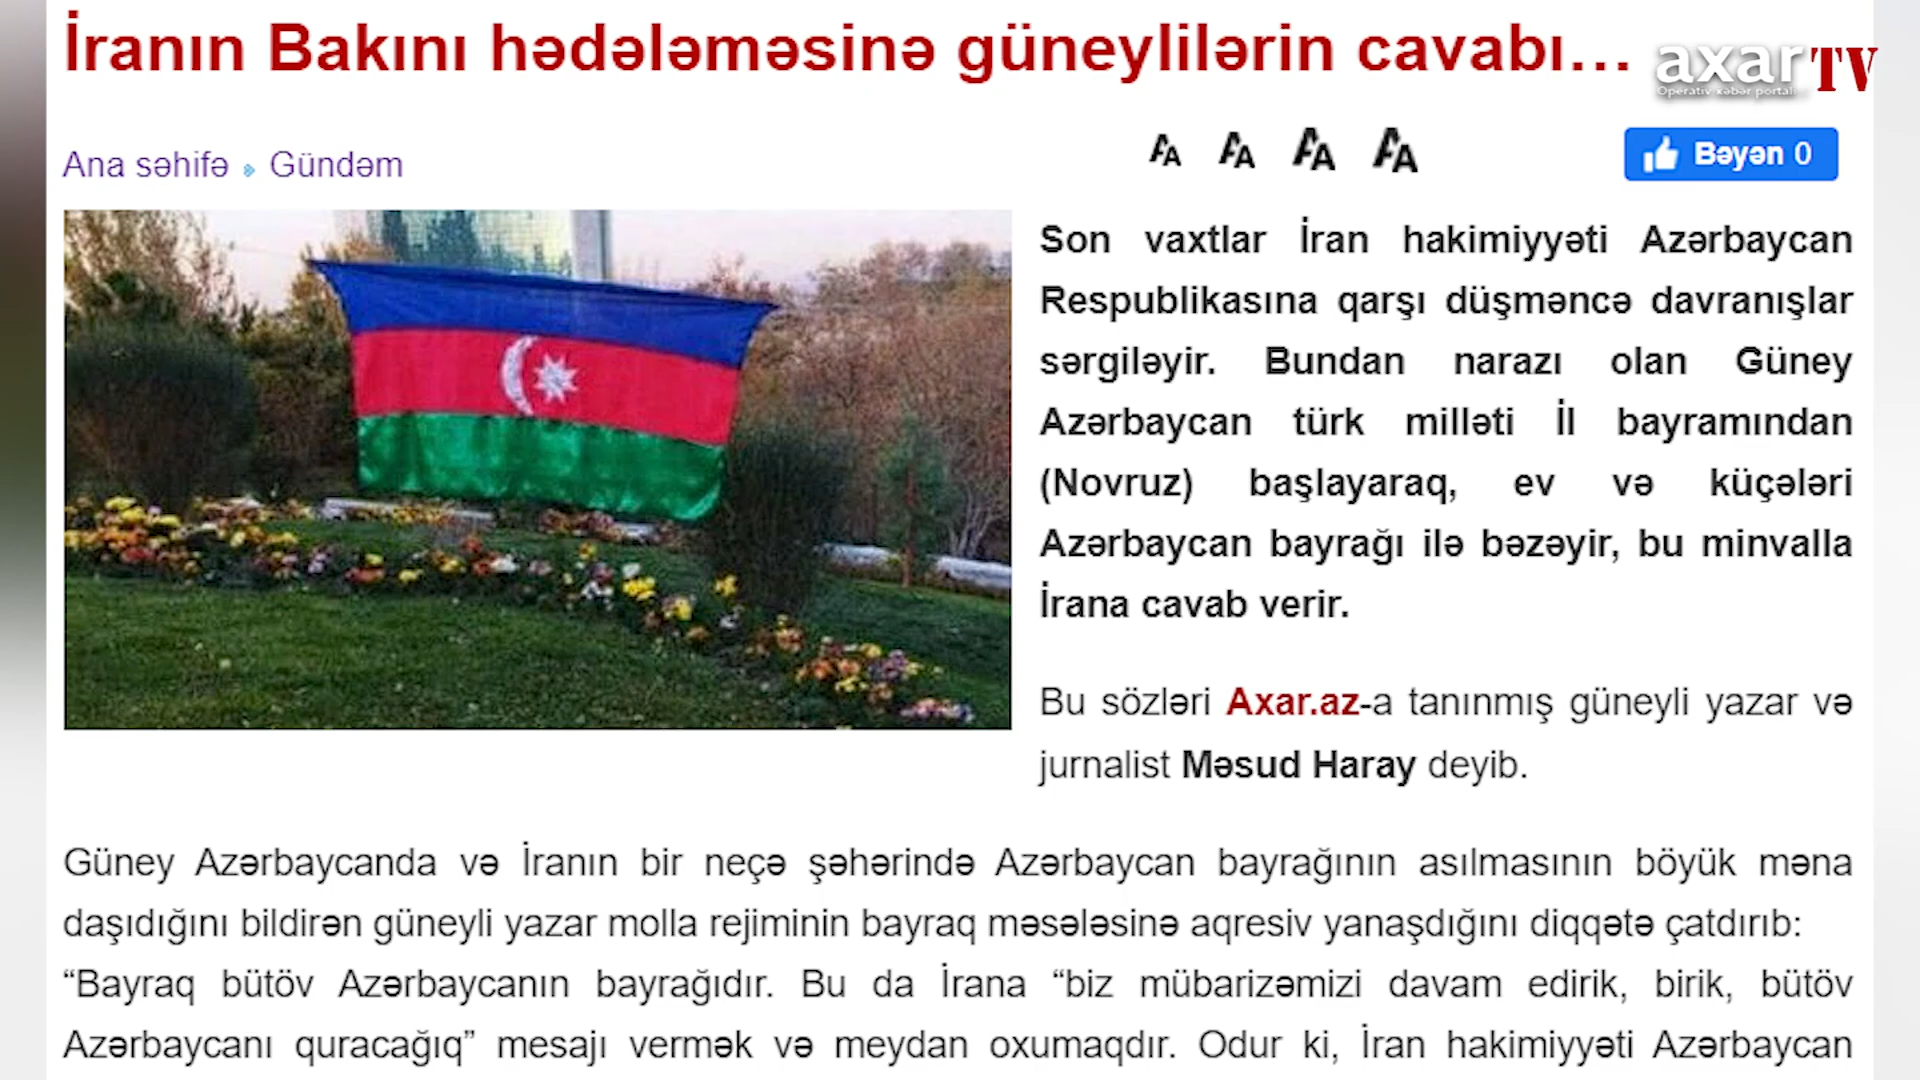 İranın Bakını hədələməsinə güneylilərin cavabı…
axar TV
Operativ xəbər portalı
Ana səhifə Gündəm
AA AA AA AA
Bəyən 0
Son vaxtlar İran hakimiyyəti Azərbaycan
Respublikasına qarşı düşməncə davranışlar
sərgiləyir. Bundan narazı olan Güney
Azərbaycan türk milləti İl bayramından
(Novruz) başlayaraq, ev və küçələri
Azərbaycan bayrağı ilə bəzəyir, bu minvalla
İrana cavab verir.
Bu sözləri Axar.az-a tanınmış güneyli yazar və
jurnalist Məsud Haray deyib.
Güney Azərbaycanda və İranın bir neçə şəhərində Azərbaycan bayrağının asılmasının böyük məna
daşıdığını bildirən güneyli yazar molla rejiminin bayraq məsələsinə aqresiv yanaşdığını diqqətə çatdırıb:
“Bayraq bütöv Azərbaycanın bayrağıdır. Bu da İrana “biz mübarizəmizi davam edirik, birik, bütöv
Azərbaycanı quracağıq” mesajı vermək və meydan oxumaqdır. Odur ki, İran hakimiyyəti Azərbaycan